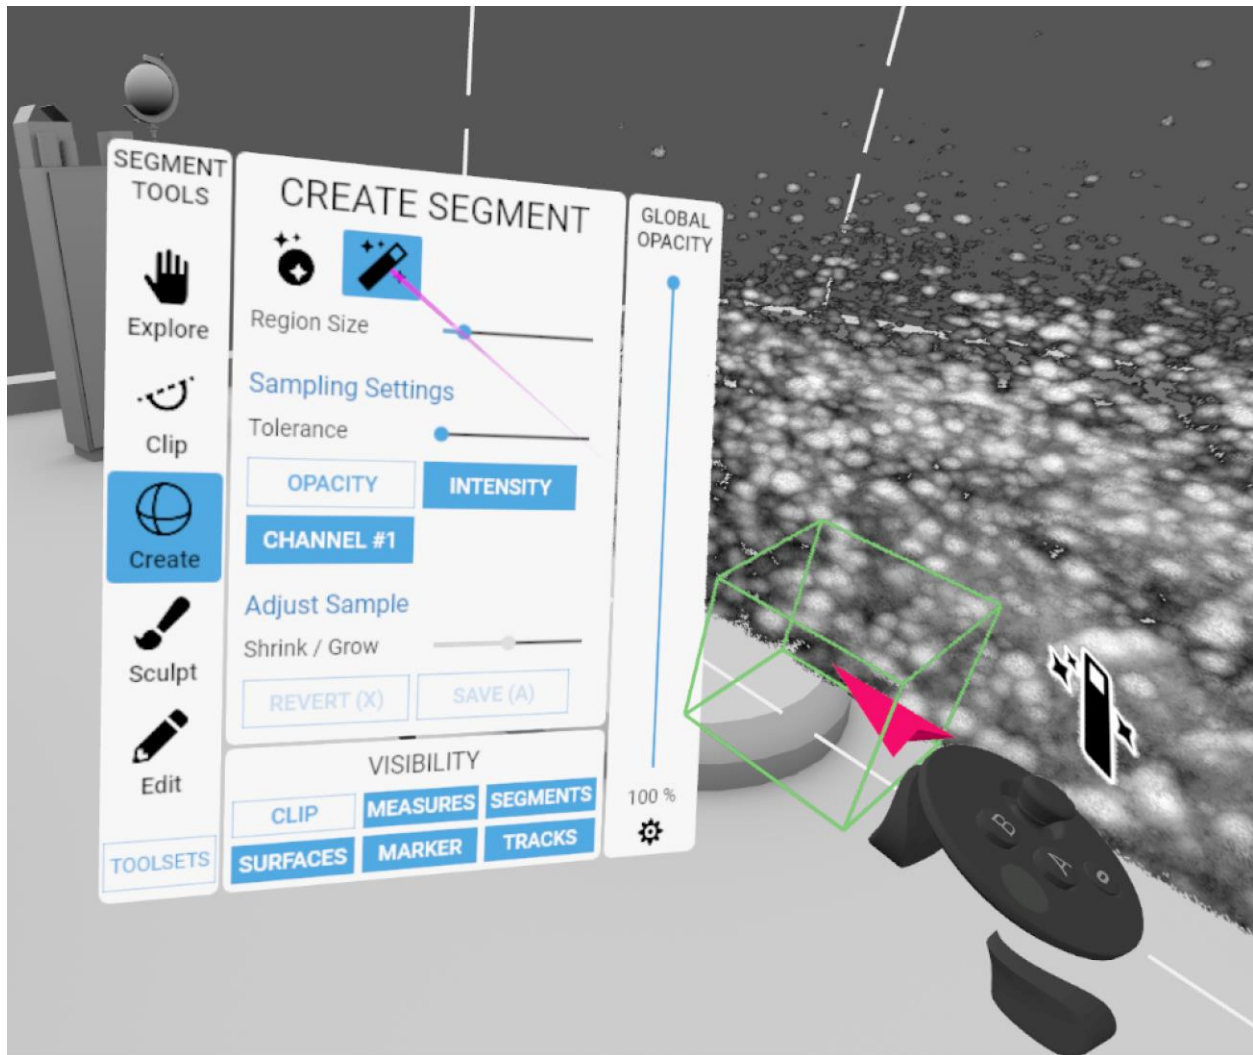 SEGMENT
TOOLS
Explore
Clip
Create
Sculpt
Edit
TOOLSETS
CREATE SEGMENT
Region Size
Sampling Settings
Tolerance
OPACITY INTENSITY
CHANNEL #1
Adjust Sample
Shrink / Grow
REVERT (X) SAVE (A)
VISIBILITY
CLIP MEASURES SEGMENTS
SURFACES MARKER TRACKS
GLOBAL
OPACITY
100 %
B
A